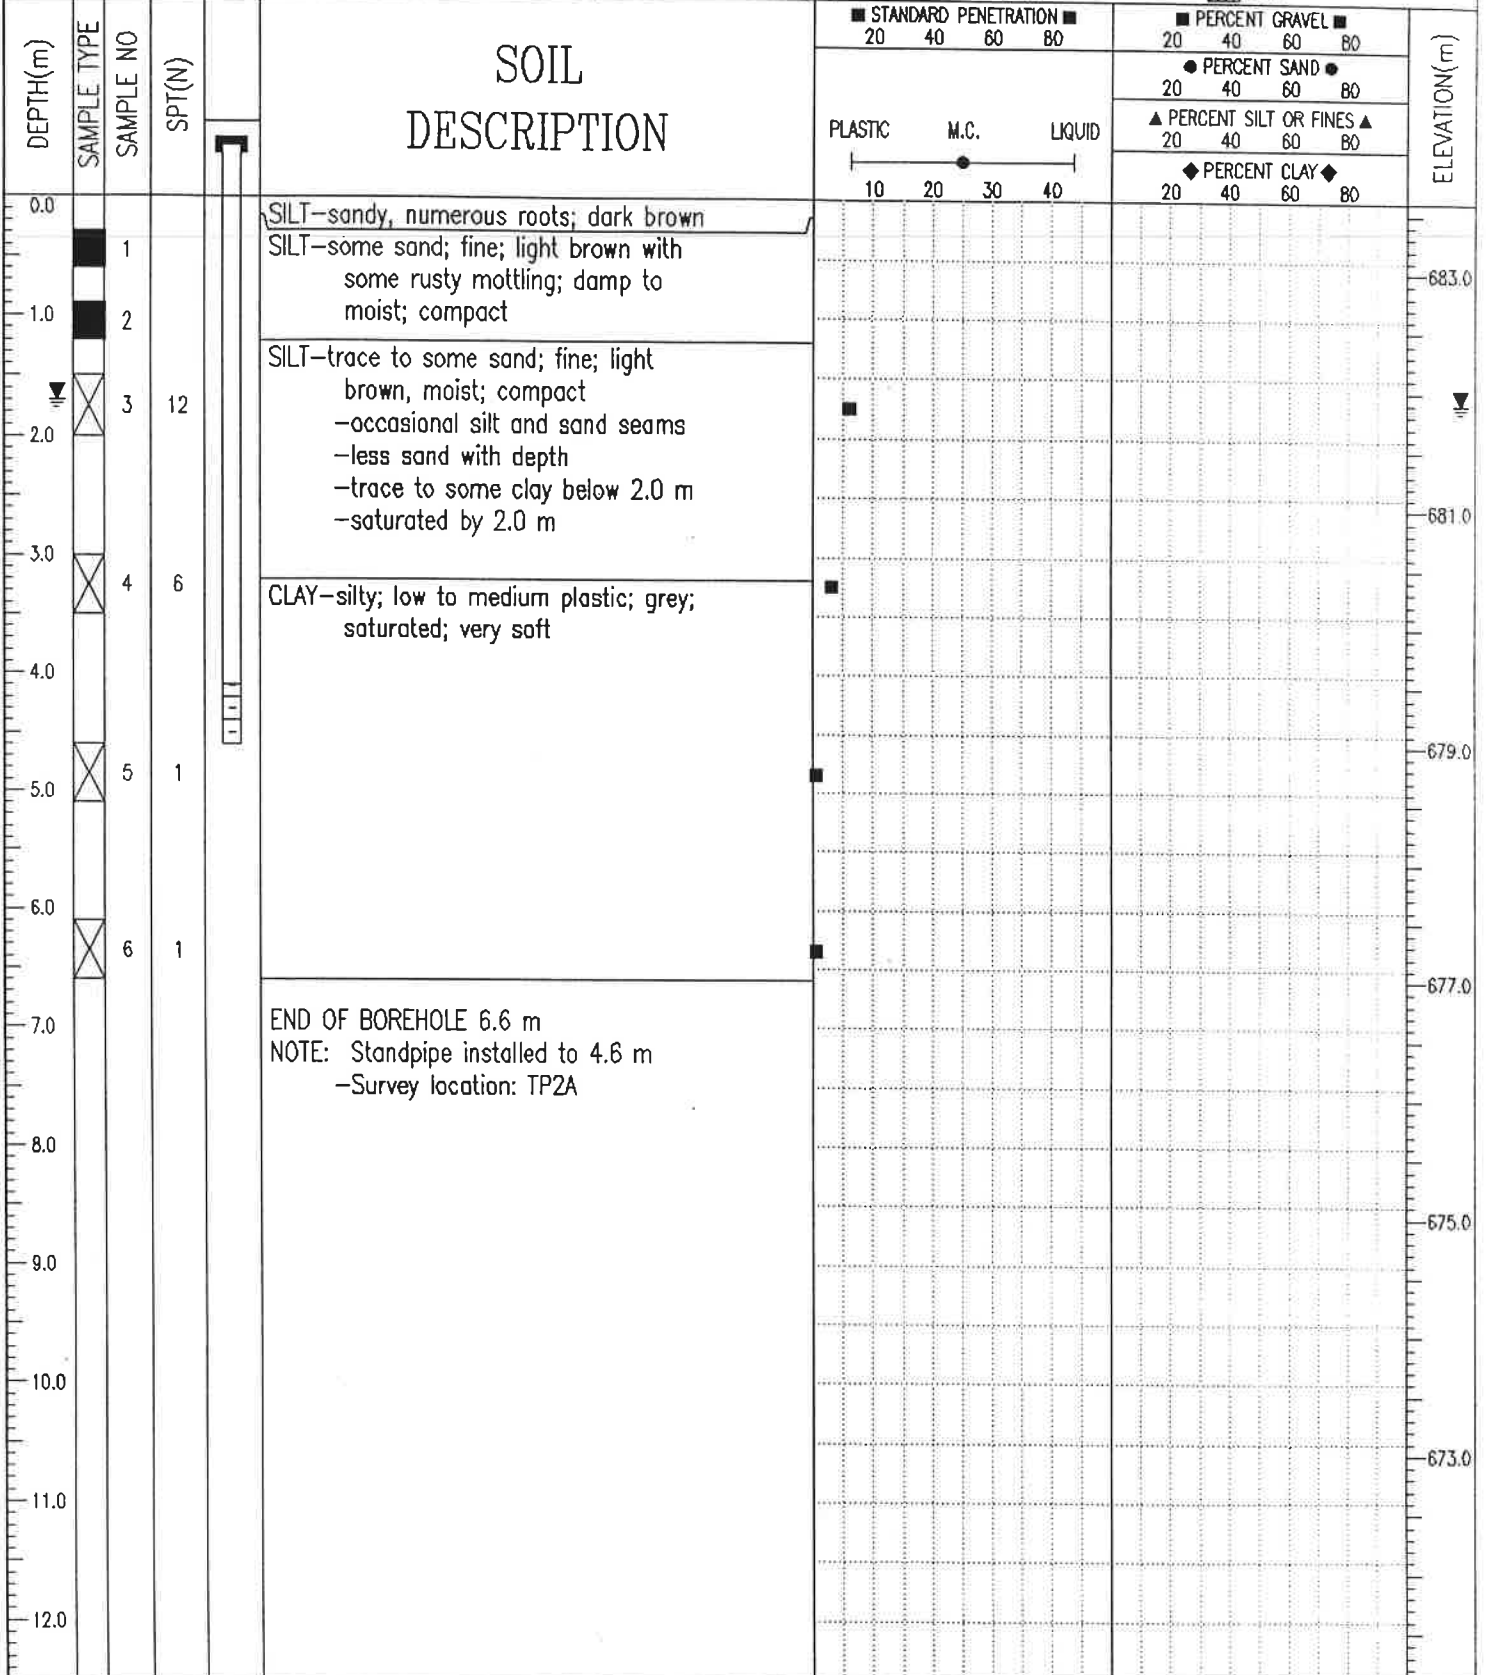 DEPTH(m)
SAMPLE TYPE
SAMPLE NO
SPT(N)
SOIL
DESCRIPTION
■ STANDARD PENETRATION ■
20 40 60 80
PLASTIC M.C. LIQUID
10 20 30 40
■ PERCENT GRAVEL ■
20 40 60 80
● PERCENT SAND ●
20 40 60 80
▲ PERCENT SILT OR FINES ▲
20 40 60 80
◆ PERCENT CLAY ◆
20 40 60 80
ELEVATION(m)
0.0
SILT–sandy, numerous roots; dark brown
1
SILT–some sand; fine; light brown with
some rusty mottling; damp to
moist; compact
683.0
1.0
2
SILT–trace to some sand; fine; light
brown, moist; compact
3 12
–occasional silt and sand seams
2.0
–less sand with depth
–trace to some clay below 2.0 m
–saturated by 2.0 m
681.0
3.0
4 6
CLAY–silty; low to medium plastic; grey;
saturated; very soft
4.0
679.0
5 1
5.0
6.0
6 1
677.0
END OF BOREHOLE 6.6 m
7.0
NOTE: Standpipe installed to 4.6 m
–Survey location: TP2A
8.0
675.0
9.0
10.0
673.0
11.0
12.0